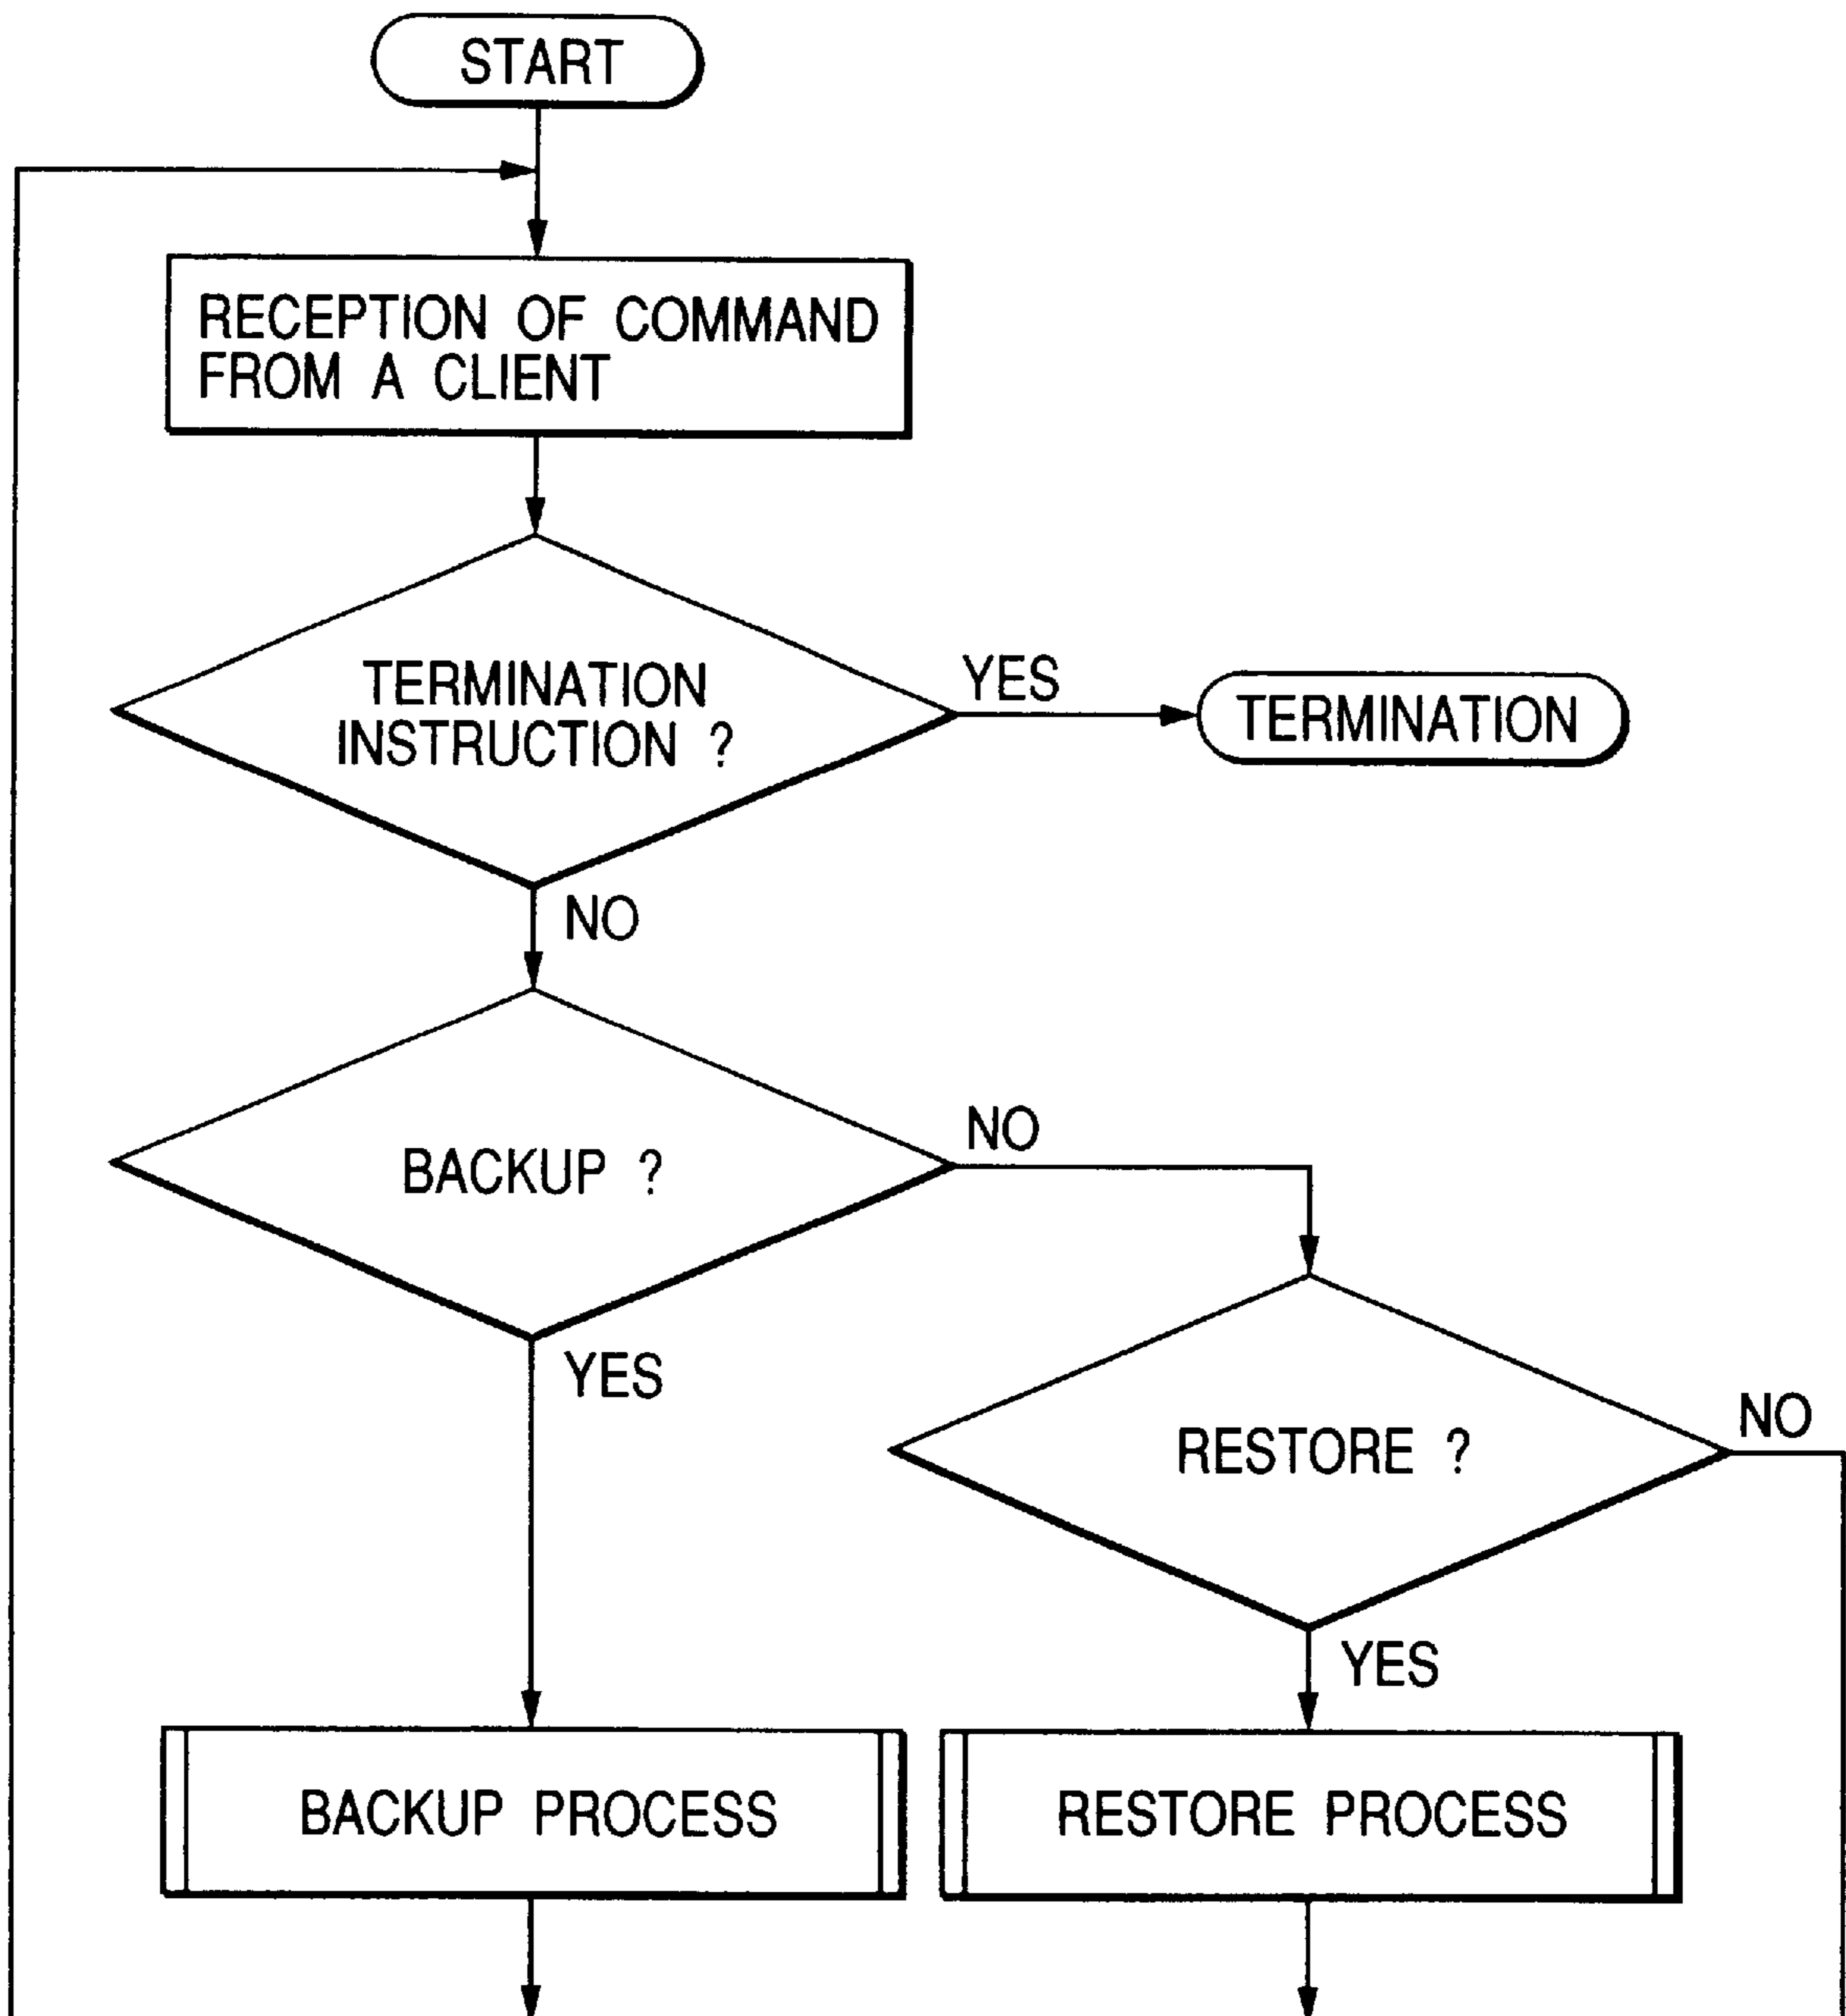 START
RECEPTION OF COMMAND
FROM A CLIENT
TERMINATION
INSTRUCTION ?
YES
TERMINATION
NO
BACKUP ?
NO
YES
RESTORE ?
NO
YES
BACKUP PROCESS
RESTORE PROCESS